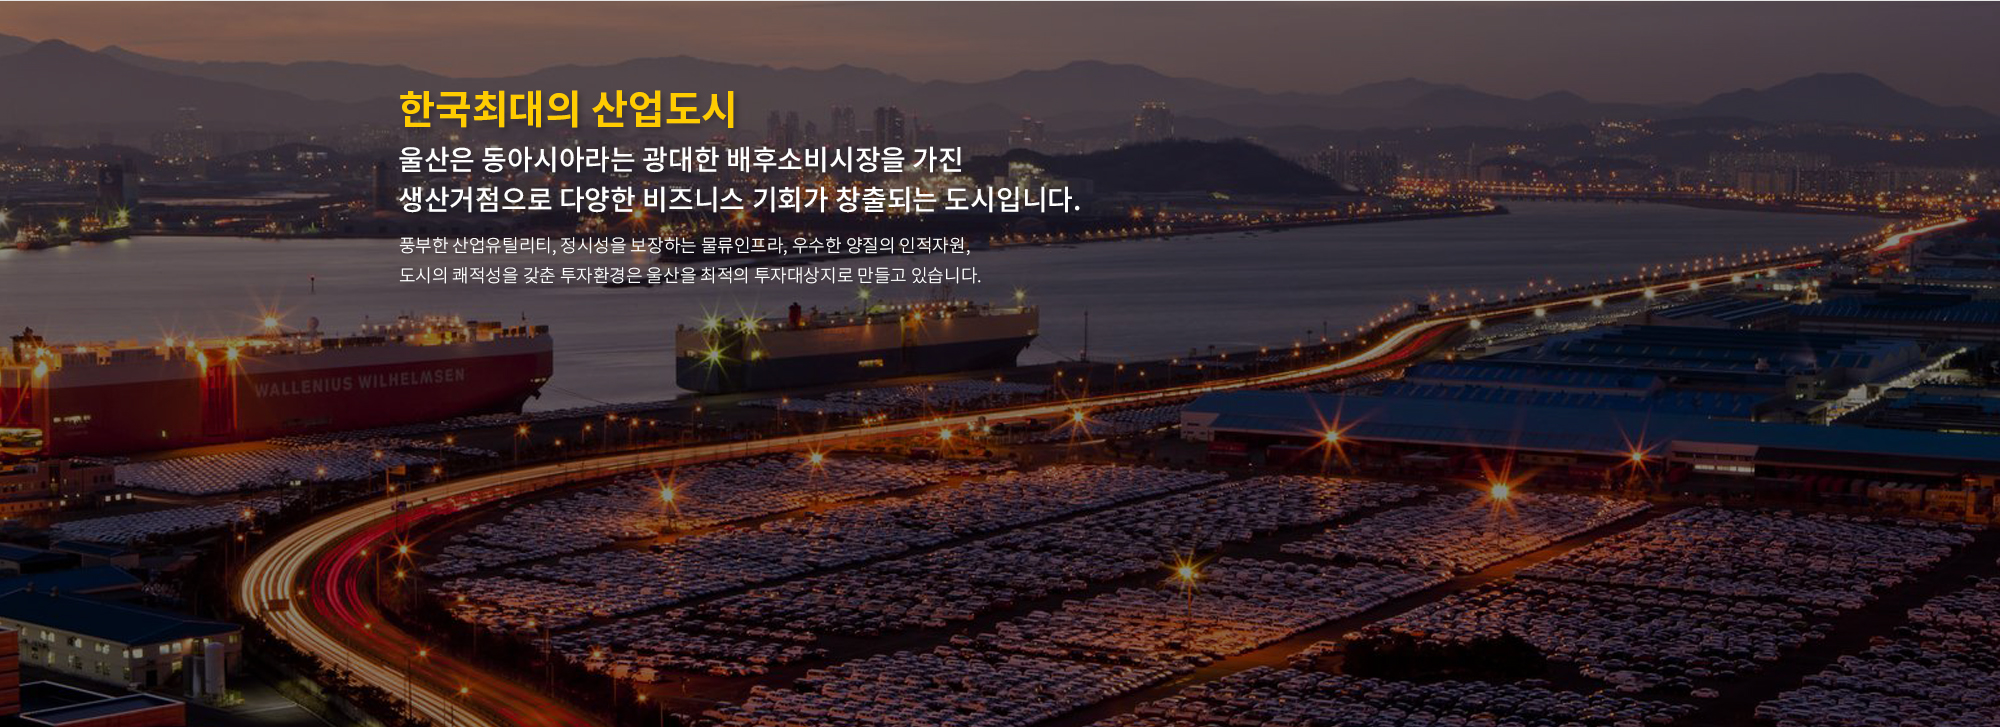 한국최대의 산업도시
울산은 동아시아라는 광대한 배후소비시장을 가진
생산거점으로 다양한 비즈니스 기회가 창출되는 도시입니다.
풍부한 산업유틸리티, 정시성을 보장하는 물류인프라, 우수한 양질의 인적자원,
도시의 쾌적성을 갖춘 투자환경은 울산을 최적의 투자대상지로 만들고 있습니다.
WALLENIUS WILHELMSEN